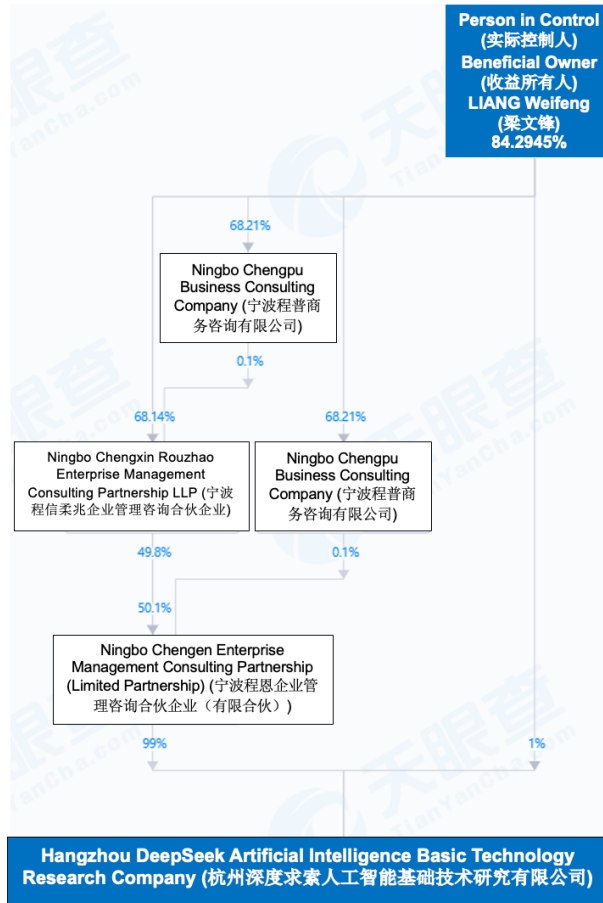 Person in Control
(实际控制人)
Beneficial Owner
(收益所有人)
LIANG Weifeng
(梁文锋)
84.2945%
68.21%
Ningbo Chengpu
Business Consulting
Company (宁波程普商
务咨询有限公司)
0.1%
68.14%
68.21%
Ningbo Chengxin Rouzhao
Enterprise Management
Consulting Partnership LLP (宁波
程信柔兆企业管理咨询合伙企业)
Ningbo Chengpu
Business Consulting
Company (宁波程普商
务咨询有限公司)
49.8%
0.1%
50.1%
Ningbo Chengen Enterprise
Management Consulting Partnership
(Limited Partnership) (宁波程恩企业管
理咨询合伙企业（有限合伙）)
99%
1%
Hangzhou DeepSeek Artificial Intelligence Basic Technology
Research Company (杭州深度求索人工智能基础技术研究有限公司)
天眼查
TianYanCha.com